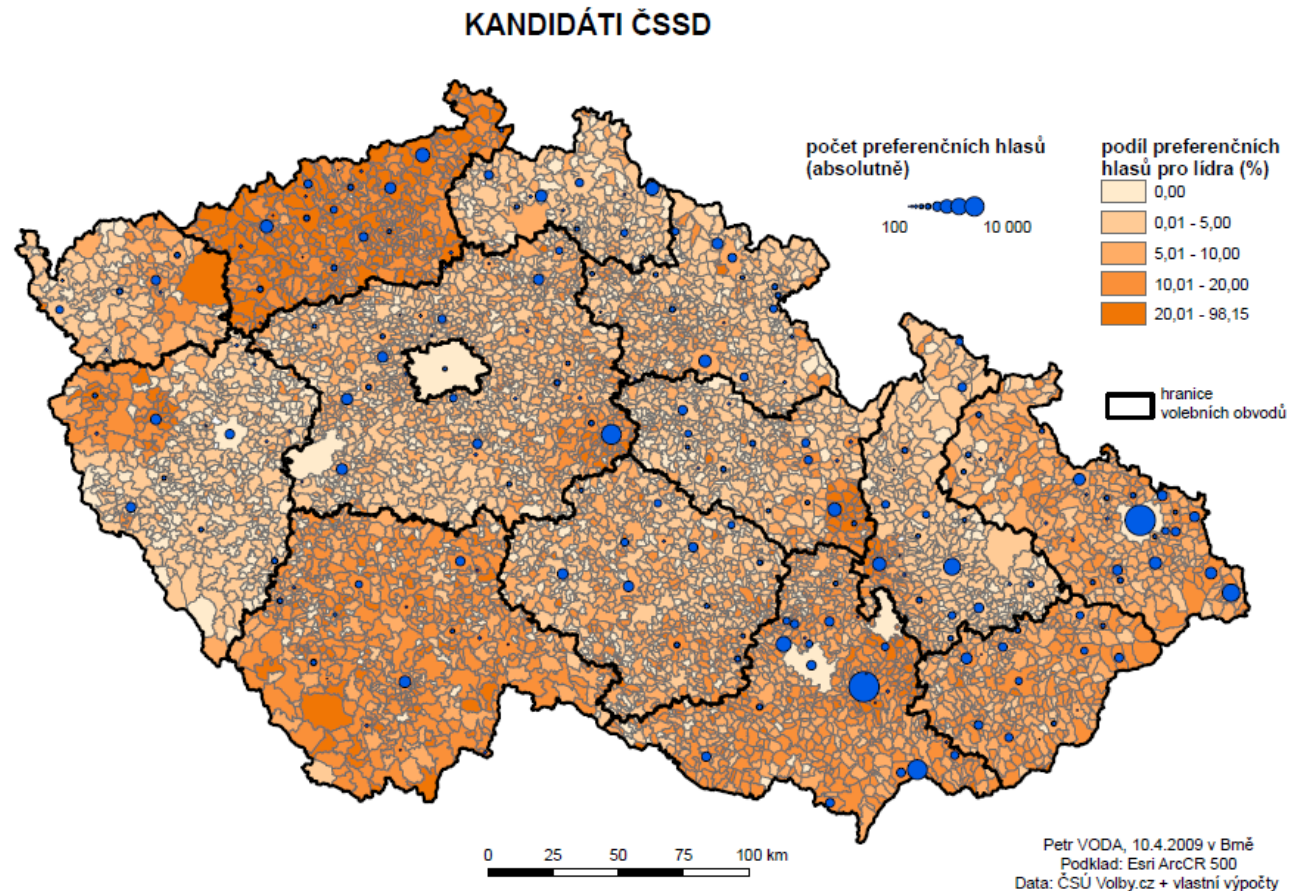 KANDIDÁTI ČSSD
počet preferenčních hlasů
(absolutně)
100 10 000
podíl preferenčních
hlasů pro lídra (%)
0,00
0,01 - 5,00
5,01 - 10,00
10,01 - 20,00
20,01 - 98,15
hranice
volebních obvodů
0 25 50 75 100 km
Petr VODA, 10.4.2009 v Brně
Podklad: Esri ArcCR 500
Data: ČSÚ Volby.cz + vlastní výpočty